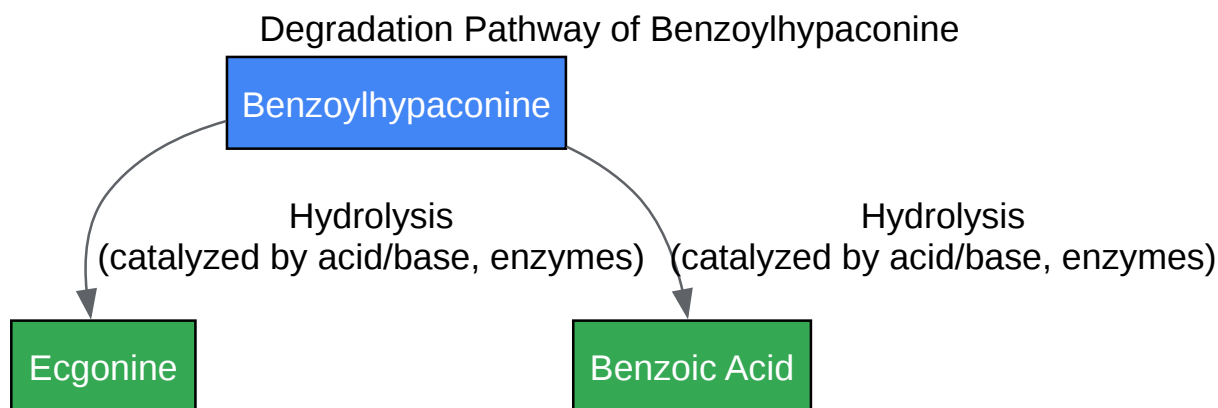 Degradation Pathway of Benzoylhypaconine
Benzoylhypaconine
Hydrolysis
(catalyzed by acid/base, enzymes)
Hydrolysis
(catalyzed by acid/base, enzymes)
Ecgonine
Benzoic Acid